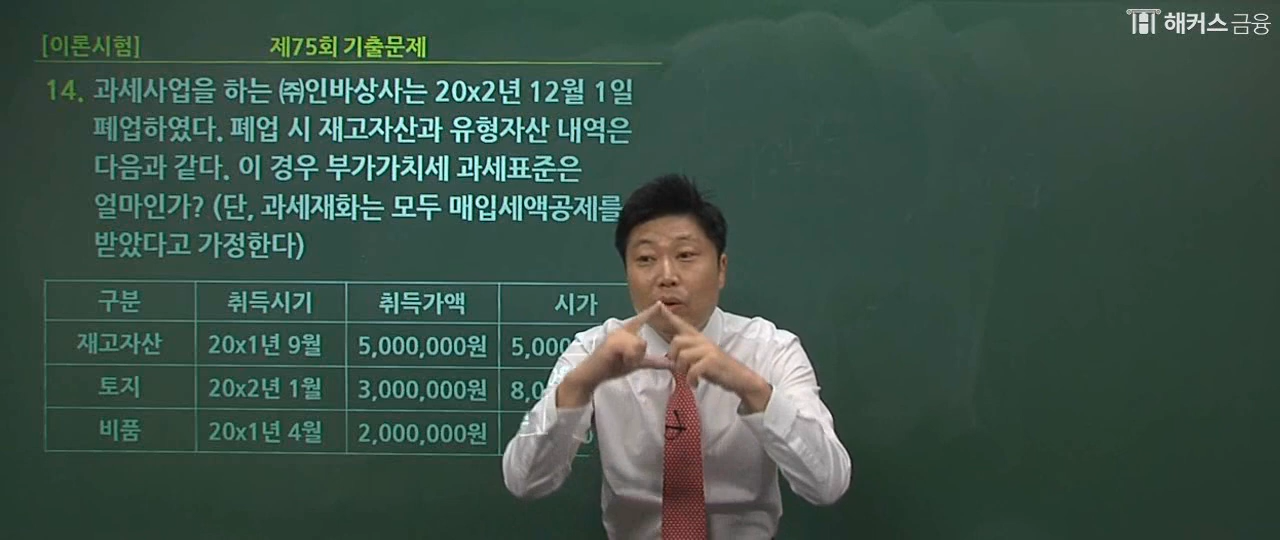 해커스 금융
[이론시험] 제75회 기출문제
14. 과세사업을 하는 ㈜인바상사는 20x2년 12월 1일
폐업하였다. 폐업 시 재고자산과 유형자산 내역은
다음과 같다. 이 경우 부가가치세 과세표준은
얼마인가? (단, 과세재화는 모두 매입세액공제를
받았다고 가정한다)
구분 취득시기 취득가액 시가
재고자산 20x1년 9월 5,000,000원
토지 20x2년 1월 3,000,000원
비품 20x1년 4월 2,000,000원